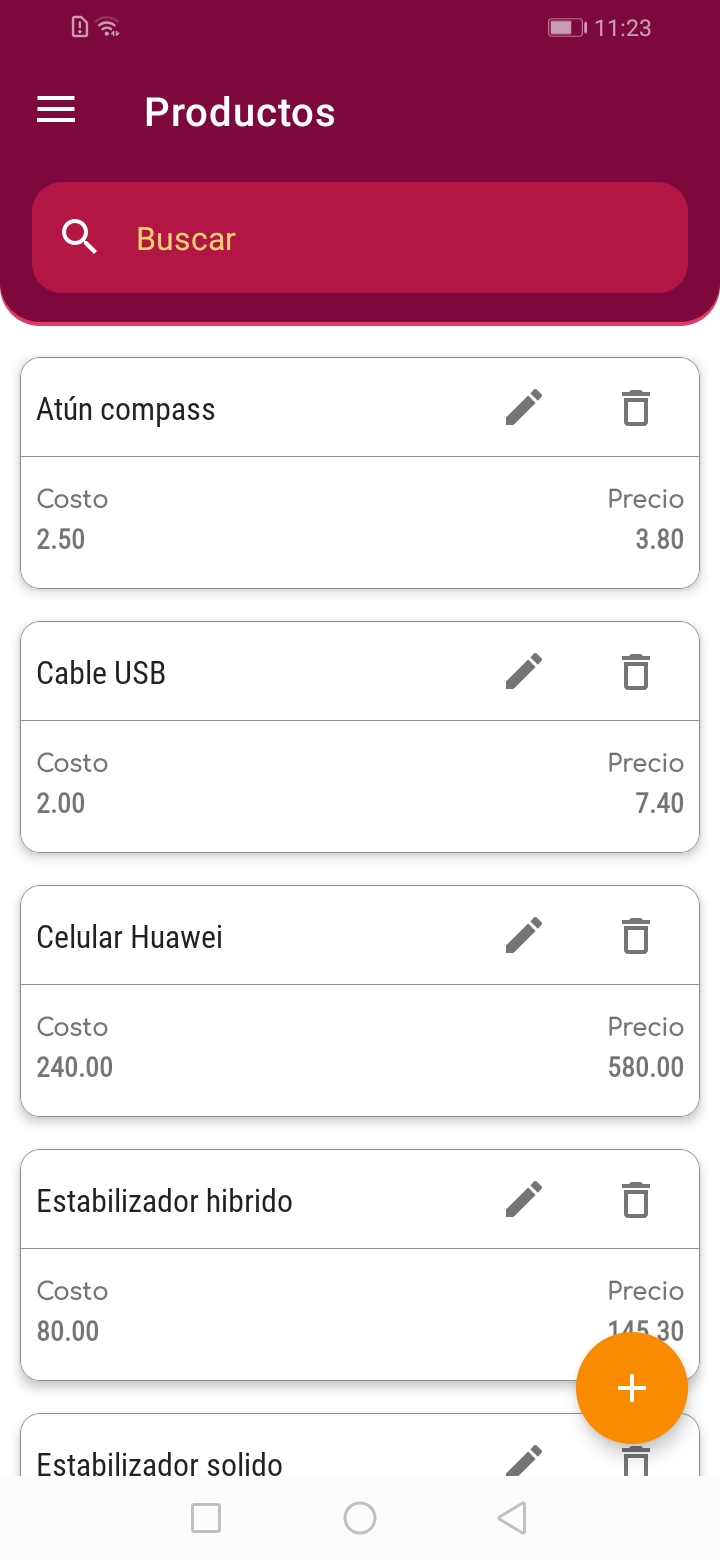 11:23
Productos
Buscar
Atún compass
Costo Precio
2.50 3.80
Cable USB
Costo Precio
2.00 7.40
Celular Huawei
Costo Precio
240.00 580.00
Estabilizador hibrido
Costo Precio
80.00 145.30
+
Estabilizador solido